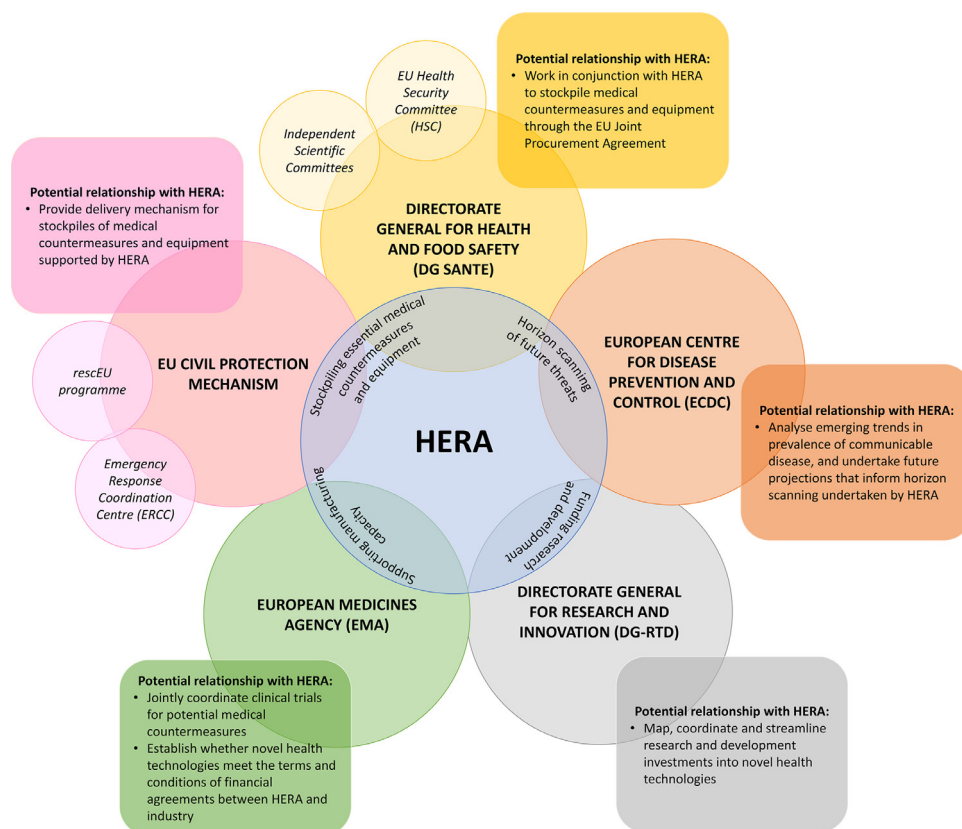 EU Health
Security
Committee
(HSC)
Independent
Scientific
Committees
Potential relationship with HERA:
• Work in conjunction with HERA
to stockpile medical
countermeasures and equipment
through the EU Joint
Procurement Agreement
DIRECTORATE
GENERAL FOR HEALTH
AND FOOD SAFETY
(DG SANTE)
Potential relationship with HERA:
• Provide delivery mechanism for
stockpiles of medical
countermeasures and equipment
supported by HERA
EU CIVIL PROTECTION
MECHANISM
rescEU
programme
Emergency
Response
Coordination
Centre (ERCC)
Stockpiling essential medical
countermeasures
and equipment
Horizon scanning
of future threats
HERA
EUROPEAN CENTRE
FOR DISEASE
PREVENTION AND
CONTROL (ECDC)
Potential relationship with HERA:
• Analyse emerging trends in
prevalence of communicable
disease, and undertake future
projections that inform horizon
scanning undertaken by HERA
Supporting manufacturing
capacity
Funding research
and development
EUROPEAN MEDICINES
AGENCY (EMA)
DIRECTORATE GENERAL
FOR RESEARCH AND
INNOVATION (DG-RTD)
Potential relationship with HERA:
• Jointly coordinate clinical trials
for potential medical
countermeasures
• Establish whether novel health
technologies meet the terms and
conditions of financial
agreements between HERA and
industry
Potential relationship with HERA:
• Map, coordinate and streamline
research and development
investments into novel health
technologies